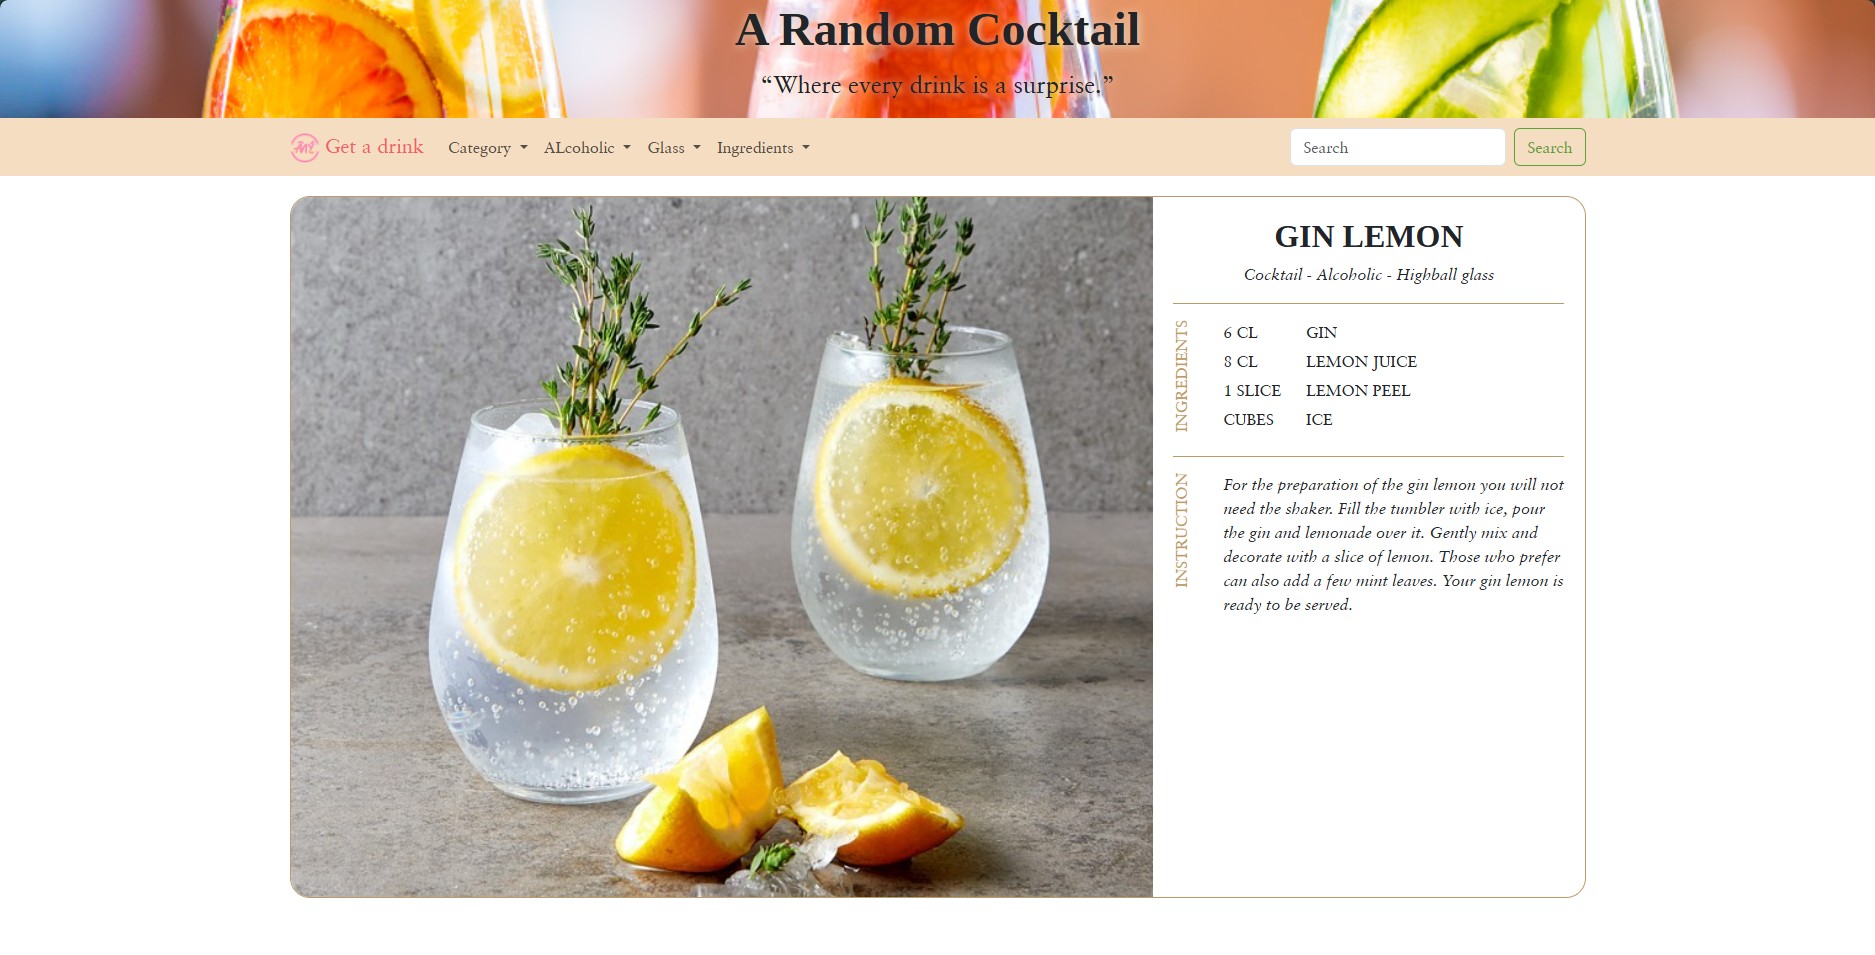 A Random Cocktail
“Where every drink is a surprise.”
Get a drink
Category
ALcoholic
Glass
Ingredients
Search
Search
GIN LEMON
Cocktail - Alcoholic - Highball glass
INGREDIENTS
6 CL GIN
8 CL LEMON JUICE
1 SLICE LEMON PEEL
CUBES ICE
INSTRUCTION
For the preparation of the gin lemon you will not
need the shaker. Fill the tumbler with ice, pour
the gin and lemonade over it. Gently mix and
decorate with a slice of lemon. Those who prefer
can also add a few mint leaves. Your gin lemon is
ready to be served.